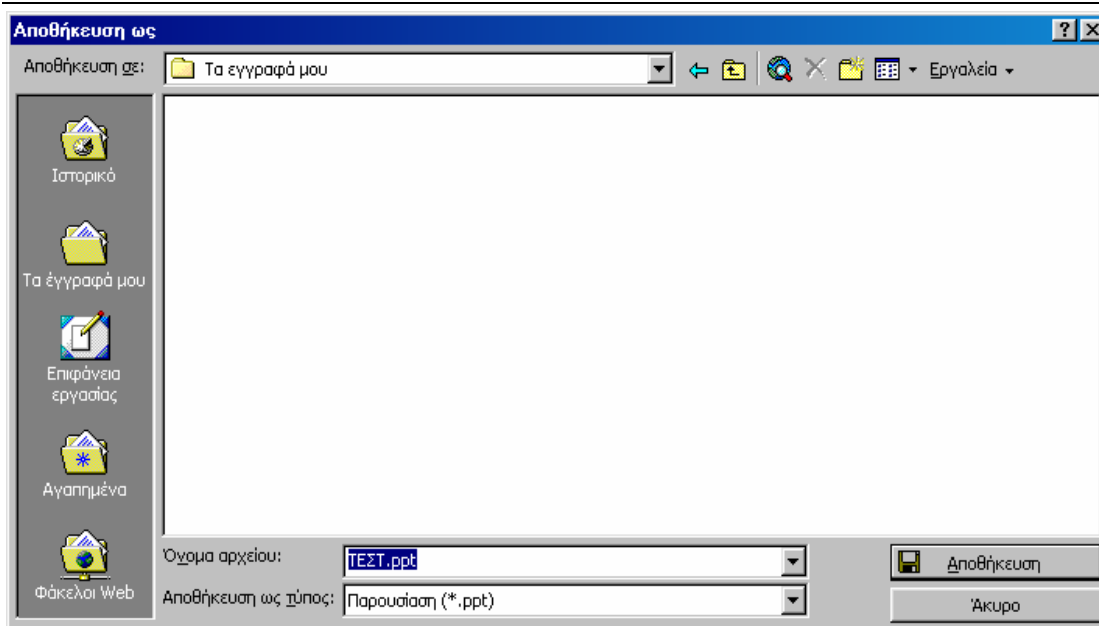 Αποθήκευση ως
Αποθήκευση σε:
Τα εγγραφά μου
Εργαλεία
Ιστορικό
Τα έγγραφά μου
Επιφάνεια
εργασίας
Αγαπημένα
Φάκελοι Web
Όνομα αρχείου:
ΤΕΣΤ.ppt
Αποθήκευση
Αποθήκευση ως τύπος:
Παρουσίαση (*.ppt)
Άκυρο